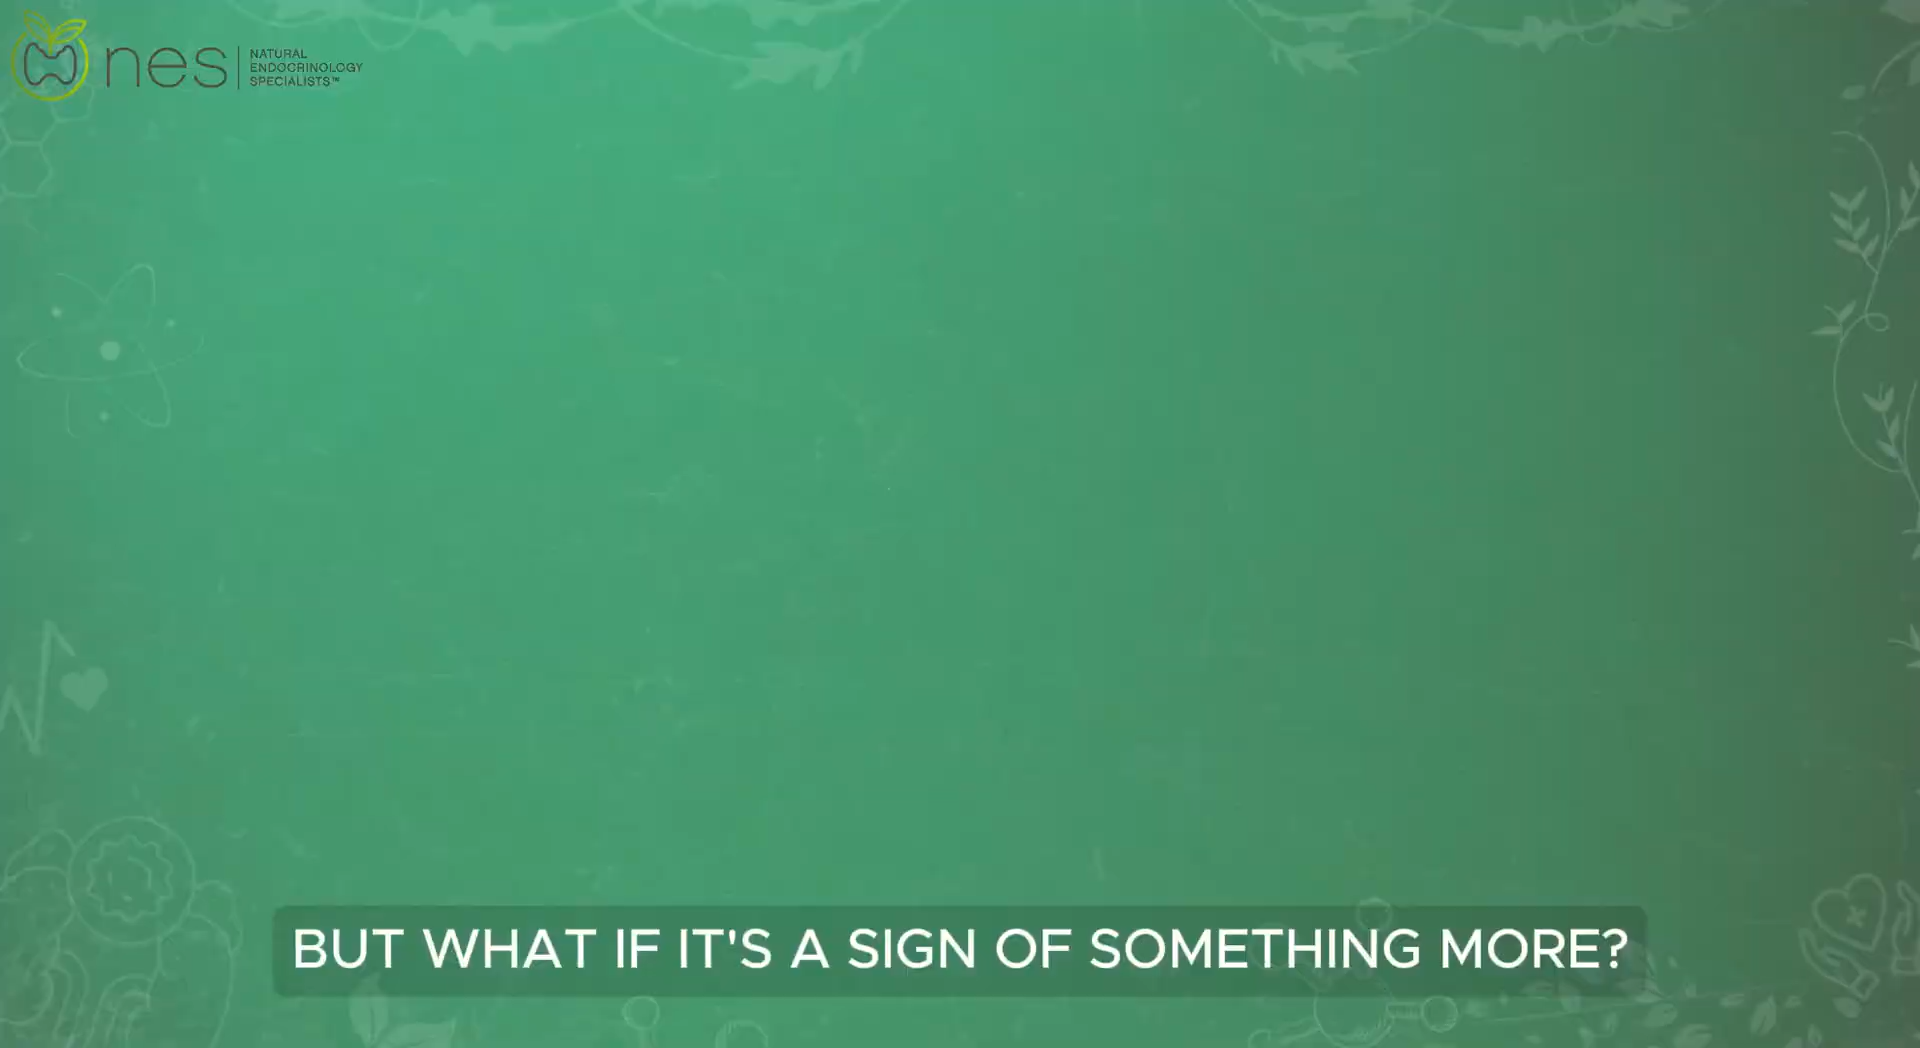 nes
NATURAL
ENDOCRINOLOGY
SPECIALISTS™
BUT WHAT IF IT'S A SIGN OF SOMETHING MORE?